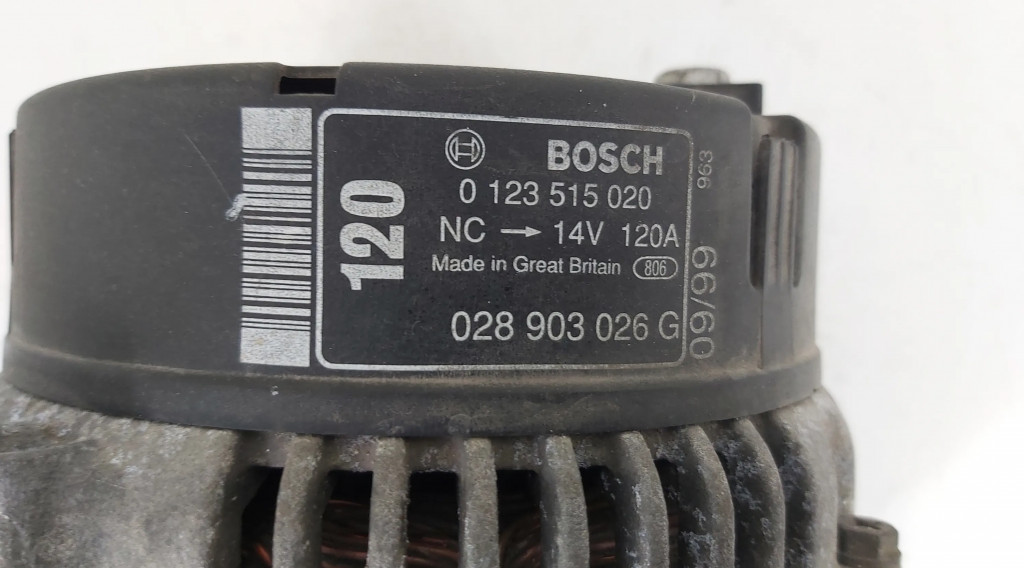 BOSCH
0 123 515 020
NC → 14V 120A
Made in Great Britain 806
028 903 026 G
120
09/99
963